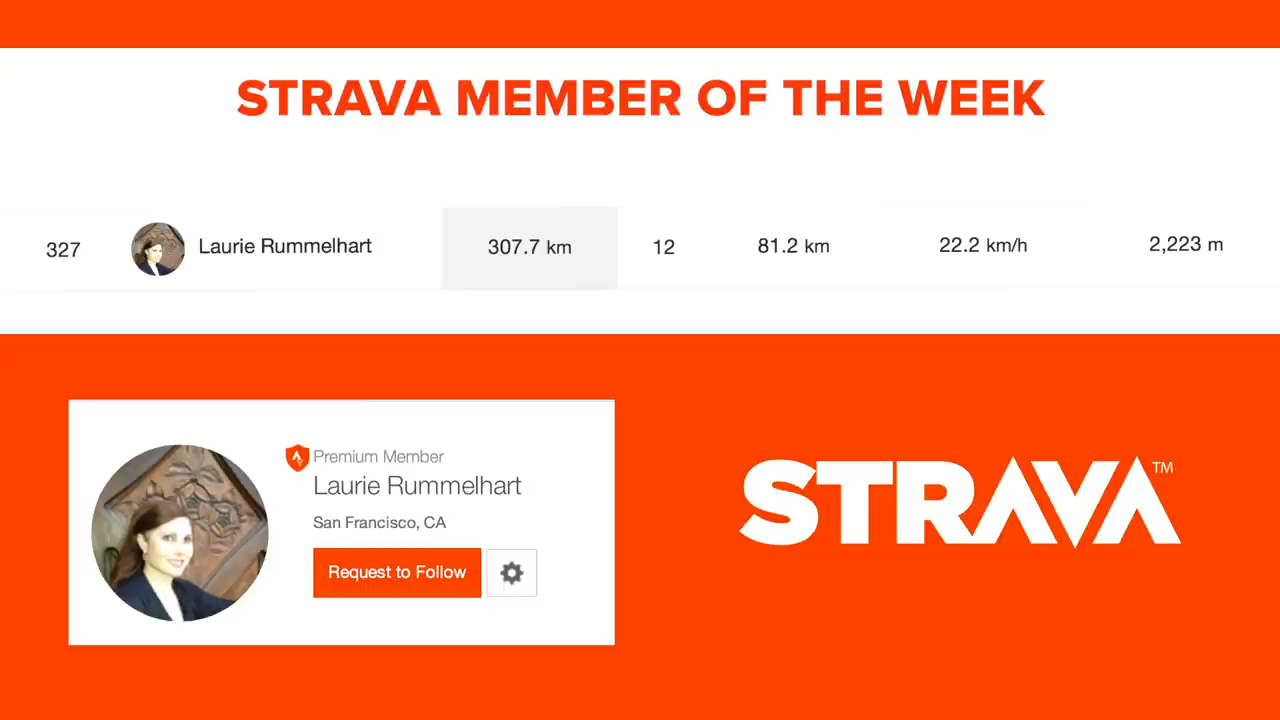 STRAVA MEMBER OF THE WEEK
327 Laurie Rummelhart 307.7 km 12 81.2 km 22.2 km/h 2,223 m
Premium Member
Laurie Rummelhart
San Francisco, CA
Request to Follow
STRAVA™